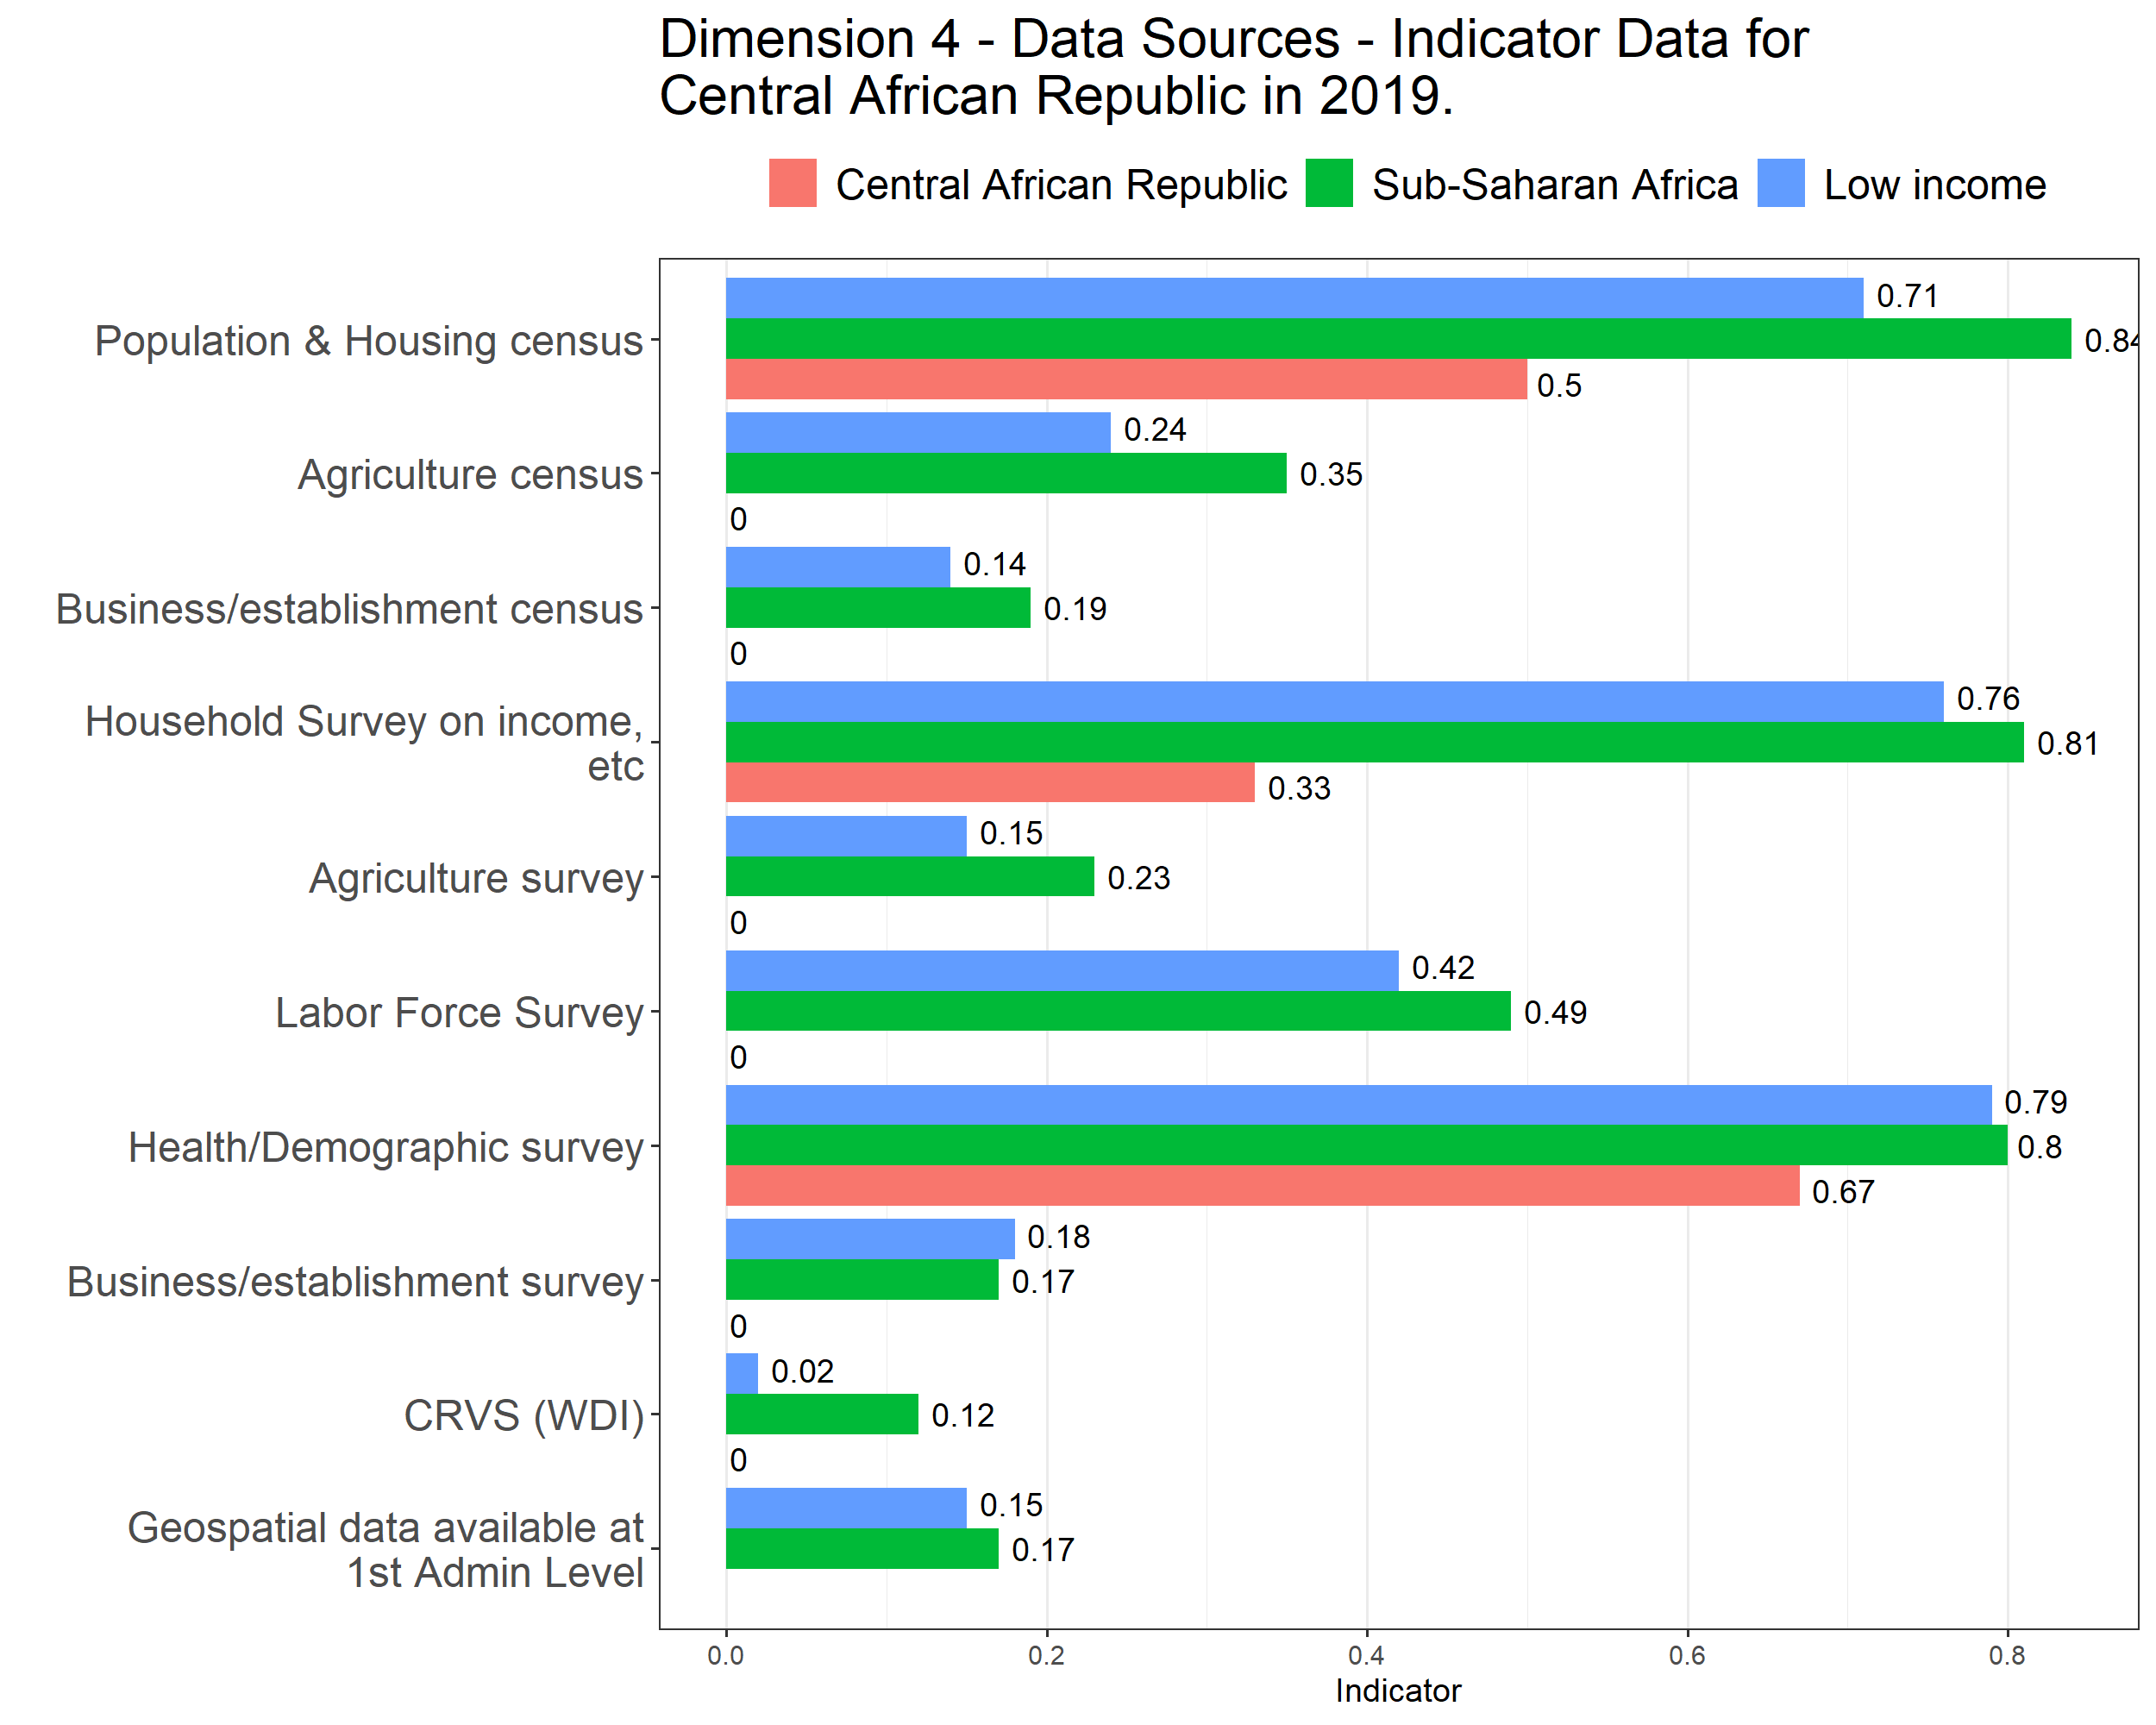 Dimension 4 - Data Sources - Indicator Data for
Central African Republic in 2019.
Central African Republic Sub-Saharan Africa Low income
Population & Housing census
0.71
0.84
0.5
Agriculture census
0.24
0.35
0
Business/establishment census
0.14
0.19
0
Household Survey on income,
etc
0.76
0.81
0.33
Agriculture survey
0.15
0.23
0
Labor Force Survey
0.42
0.49
0
Health/Demographic survey
0.79
0.8
0.67
Business/establishment survey
0.18
0.17
0
CRVS (WDI)
0.02
0.12
0
Geospatial data available at
1st Admin Level
0.15
0.17
0.0 0.2 0.4 0.6 0.8
Indicator